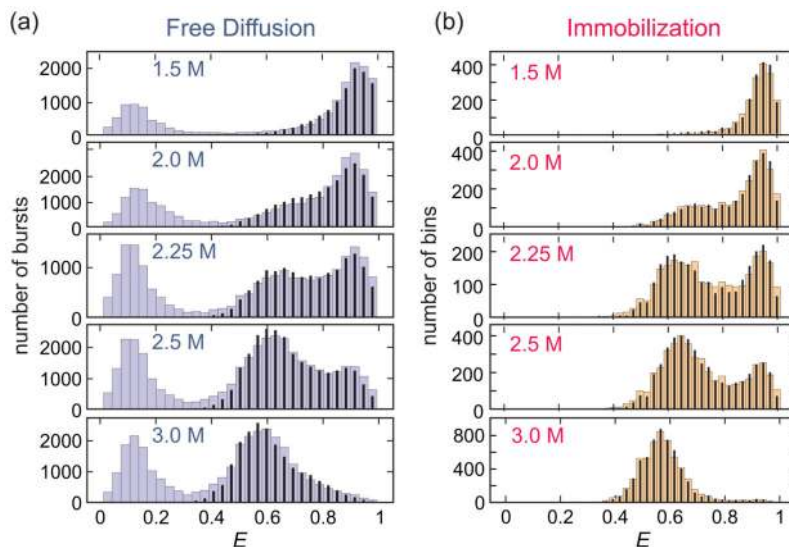 (a)
Free Diffusion
number of bursts
1.5 M
2000
1000
0
2.0 M
2000
1000
0
2.25 M
1000
0
2.5 M
2000
1000
0
3.0 M
2000
1000
0
0 0.2 0.4 0.6 0.8 1
E
(b)
Immobilization
number of bins
1.5 M
400
200
0
2.0 M
400
200
0
2.25 M
200
100
0
2.5 M
400
200
0
3.0 M
800
400
0
0 0.2 0.4 0.6 0.8 1
E